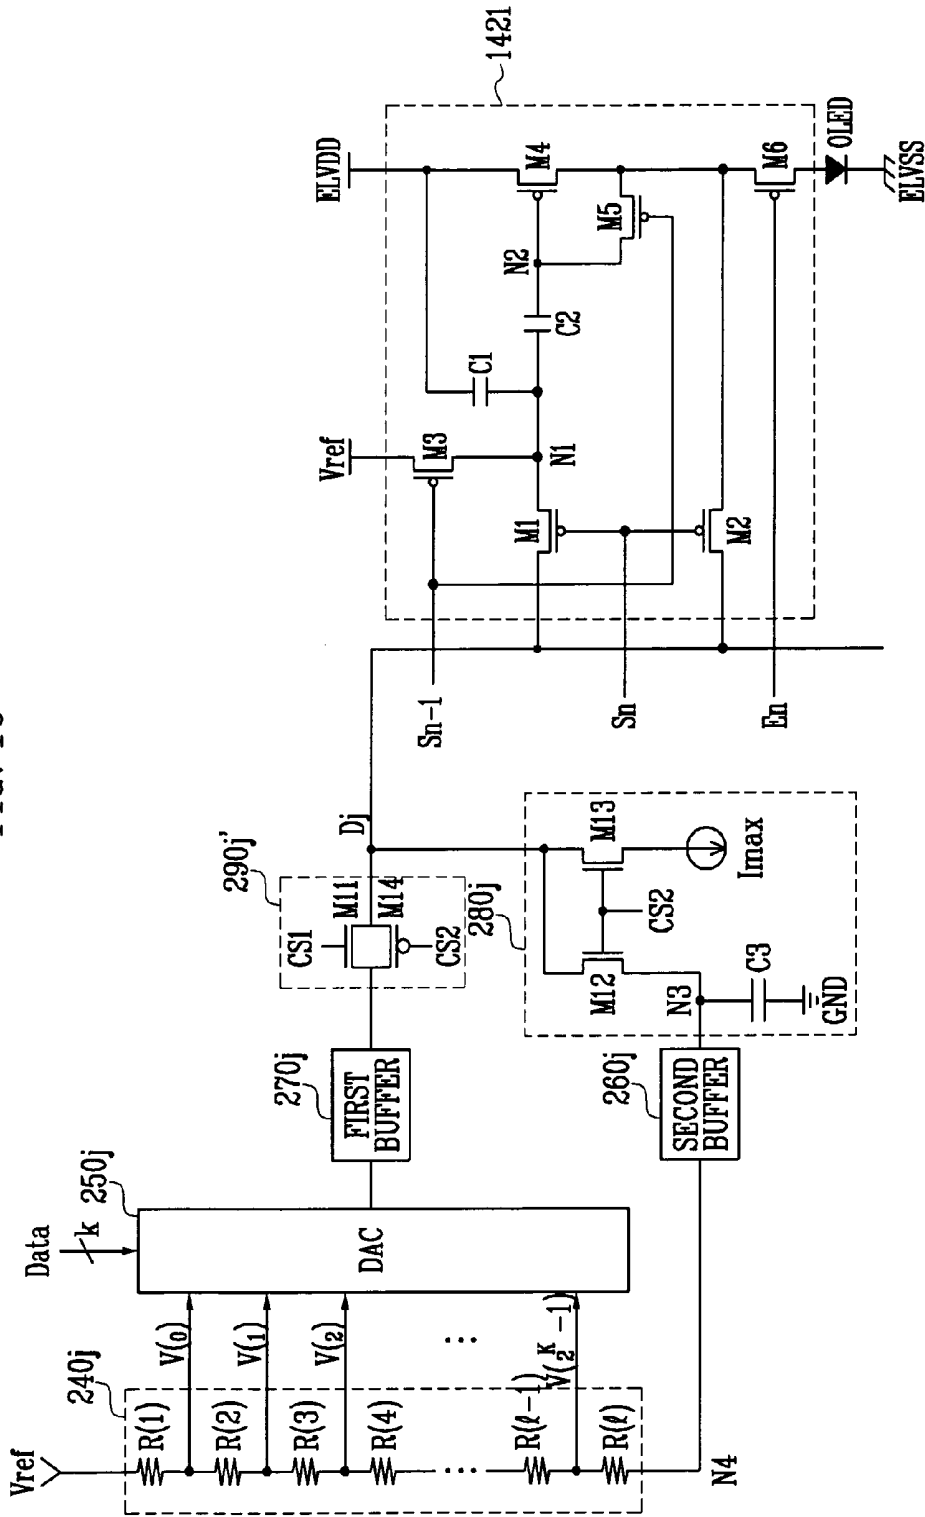 Vref
240j
R(1)
R(2)
R(3)
R(4)
...
R(ℓ-1)
R(ℓ)
N4
V(0)
V(1)
V(2)
...
V(2^K -1)
Data
k
250j
DAC
270j
FIRST
BUFFER
260j
SECOND
BUFFER
290j'
CS1
M11
M14
CS2
Dj
280j
M12
M13
CS2
N3
C3
GND
Imax
Sn-1
Sn
En
Vref
M3
N1
M1
M2
C1
C2
N2
M5
M4
M6
ELVDD
1421
OLED
ELVSS